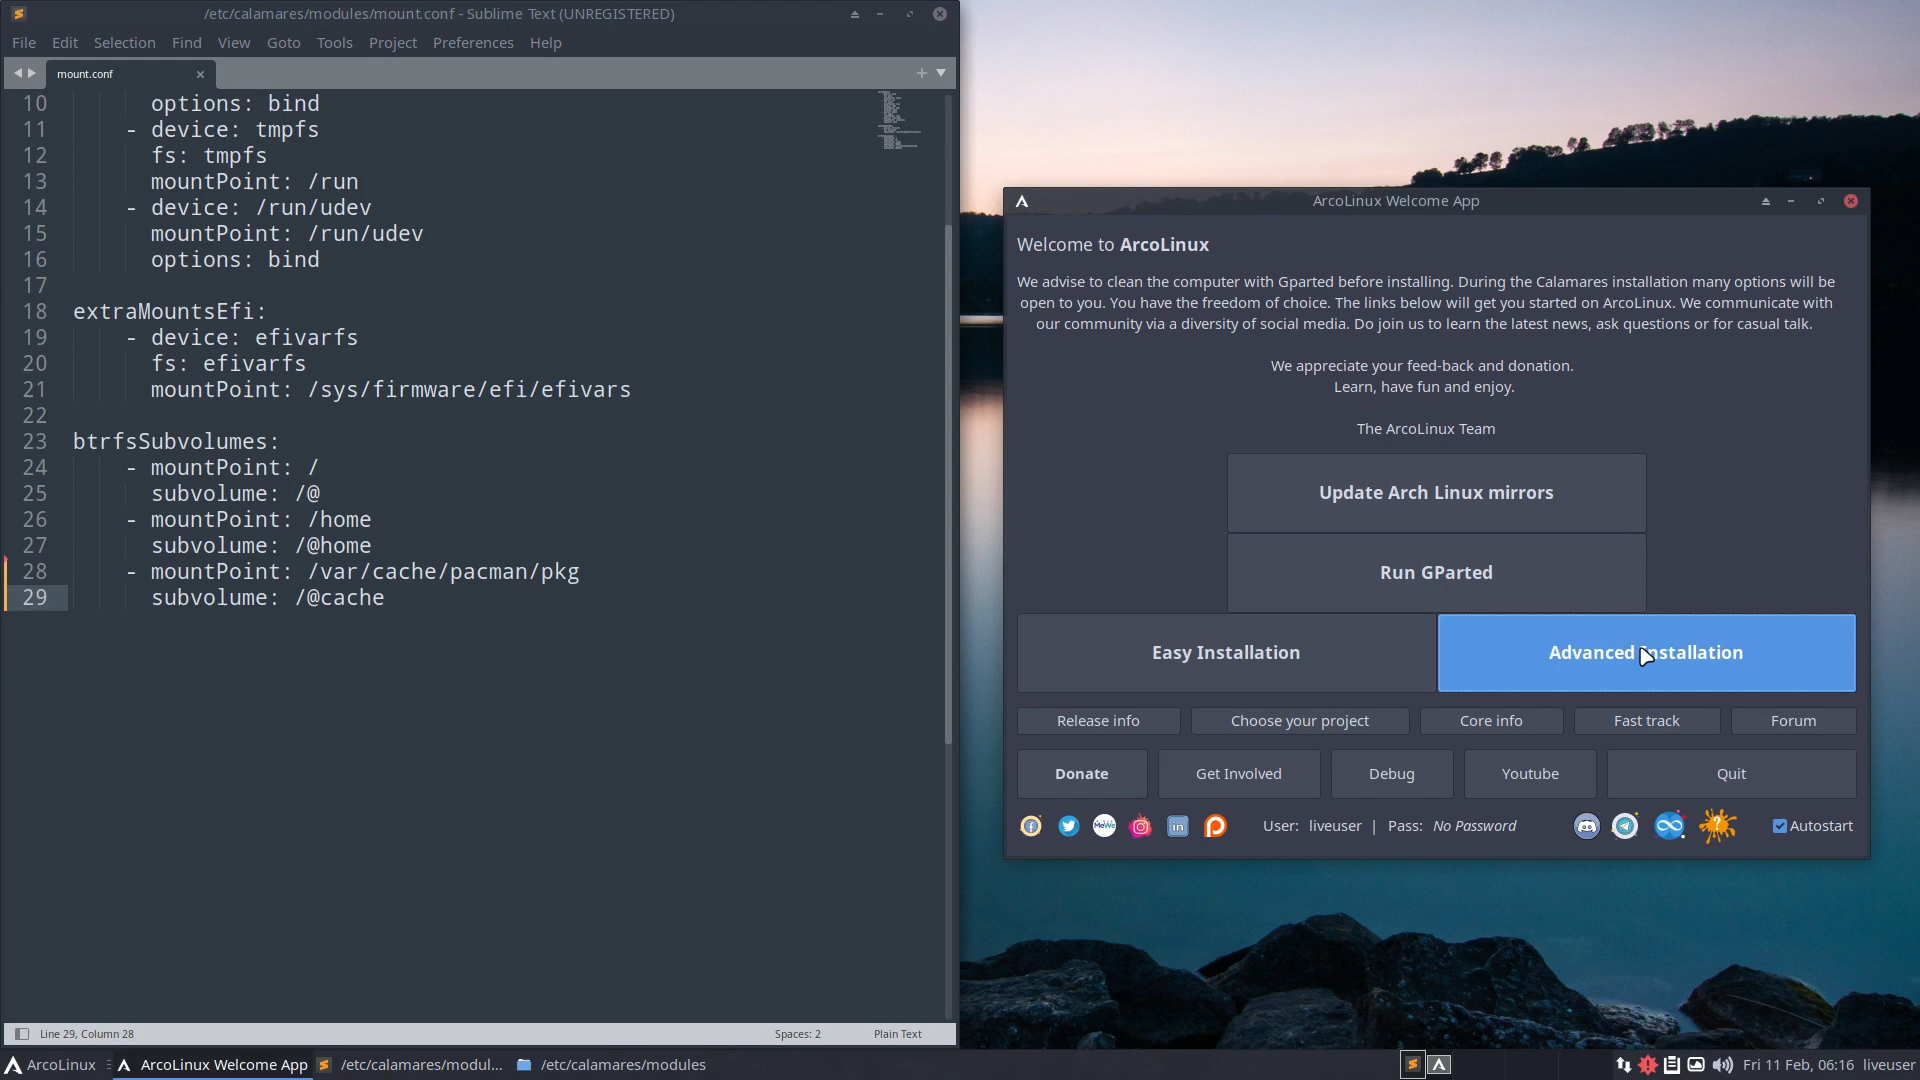 /etc/calamares/modules/mount.conf - Sublime Text (UNREGISTERED)
File Edit Selection Find View Goto Tools Project Preferences Help
mount.conf
10 options: bind
11 - device: tmpfs
12 fs: tmpfs
13 mountPoint: /run
14 - device: /run/udev
15 mountPoint: /run/udev
16 options: bind
17
18 extraMountsEfi:
19 - device: efivarfs
20 fs: efivarfs
21 mountPoint: /sys/firmware/efi/efivars
22
23 btrfsSubvolumes:
24 - mountPoint: /
25 subvolume: /@
26 - mountPoint: /home
27 subvolume: /@home
28 - mountPoint: /var/cache/pacman/pkg
29 subvolume: /@cache
Line 29, Column 28 Spaces: 2 Plain Text
ArcoLinux Welcome App
Welcome to ArcoLinux
We advise to clean the computer with Gparted before installing. During the Calamares installation many options will be
open to you. You have the freedom of choice. The links below will get you started on ArcoLinux. We communicate with
our community via a diversity of social media. Do join us to learn the latest news, ask questions or for casual talk.
We appreciate your feed-back and donation.
Learn, have fun and enjoy.
The ArcoLinux Team
Update Arch Linux mirrors
Run GParted
Easy Installation Advanced Installation
Release info Choose your project Core info Fast track Forum
Donate Get Involved Debug Youtube Quit
MeWe in User: liveuser | Pass: No Password ? Autostart
ArcoLinux ArcoLinux Welcome App /etc/calamares/modul... /etc/calamares/modules Fri 11 Feb, 06:16 liveuser